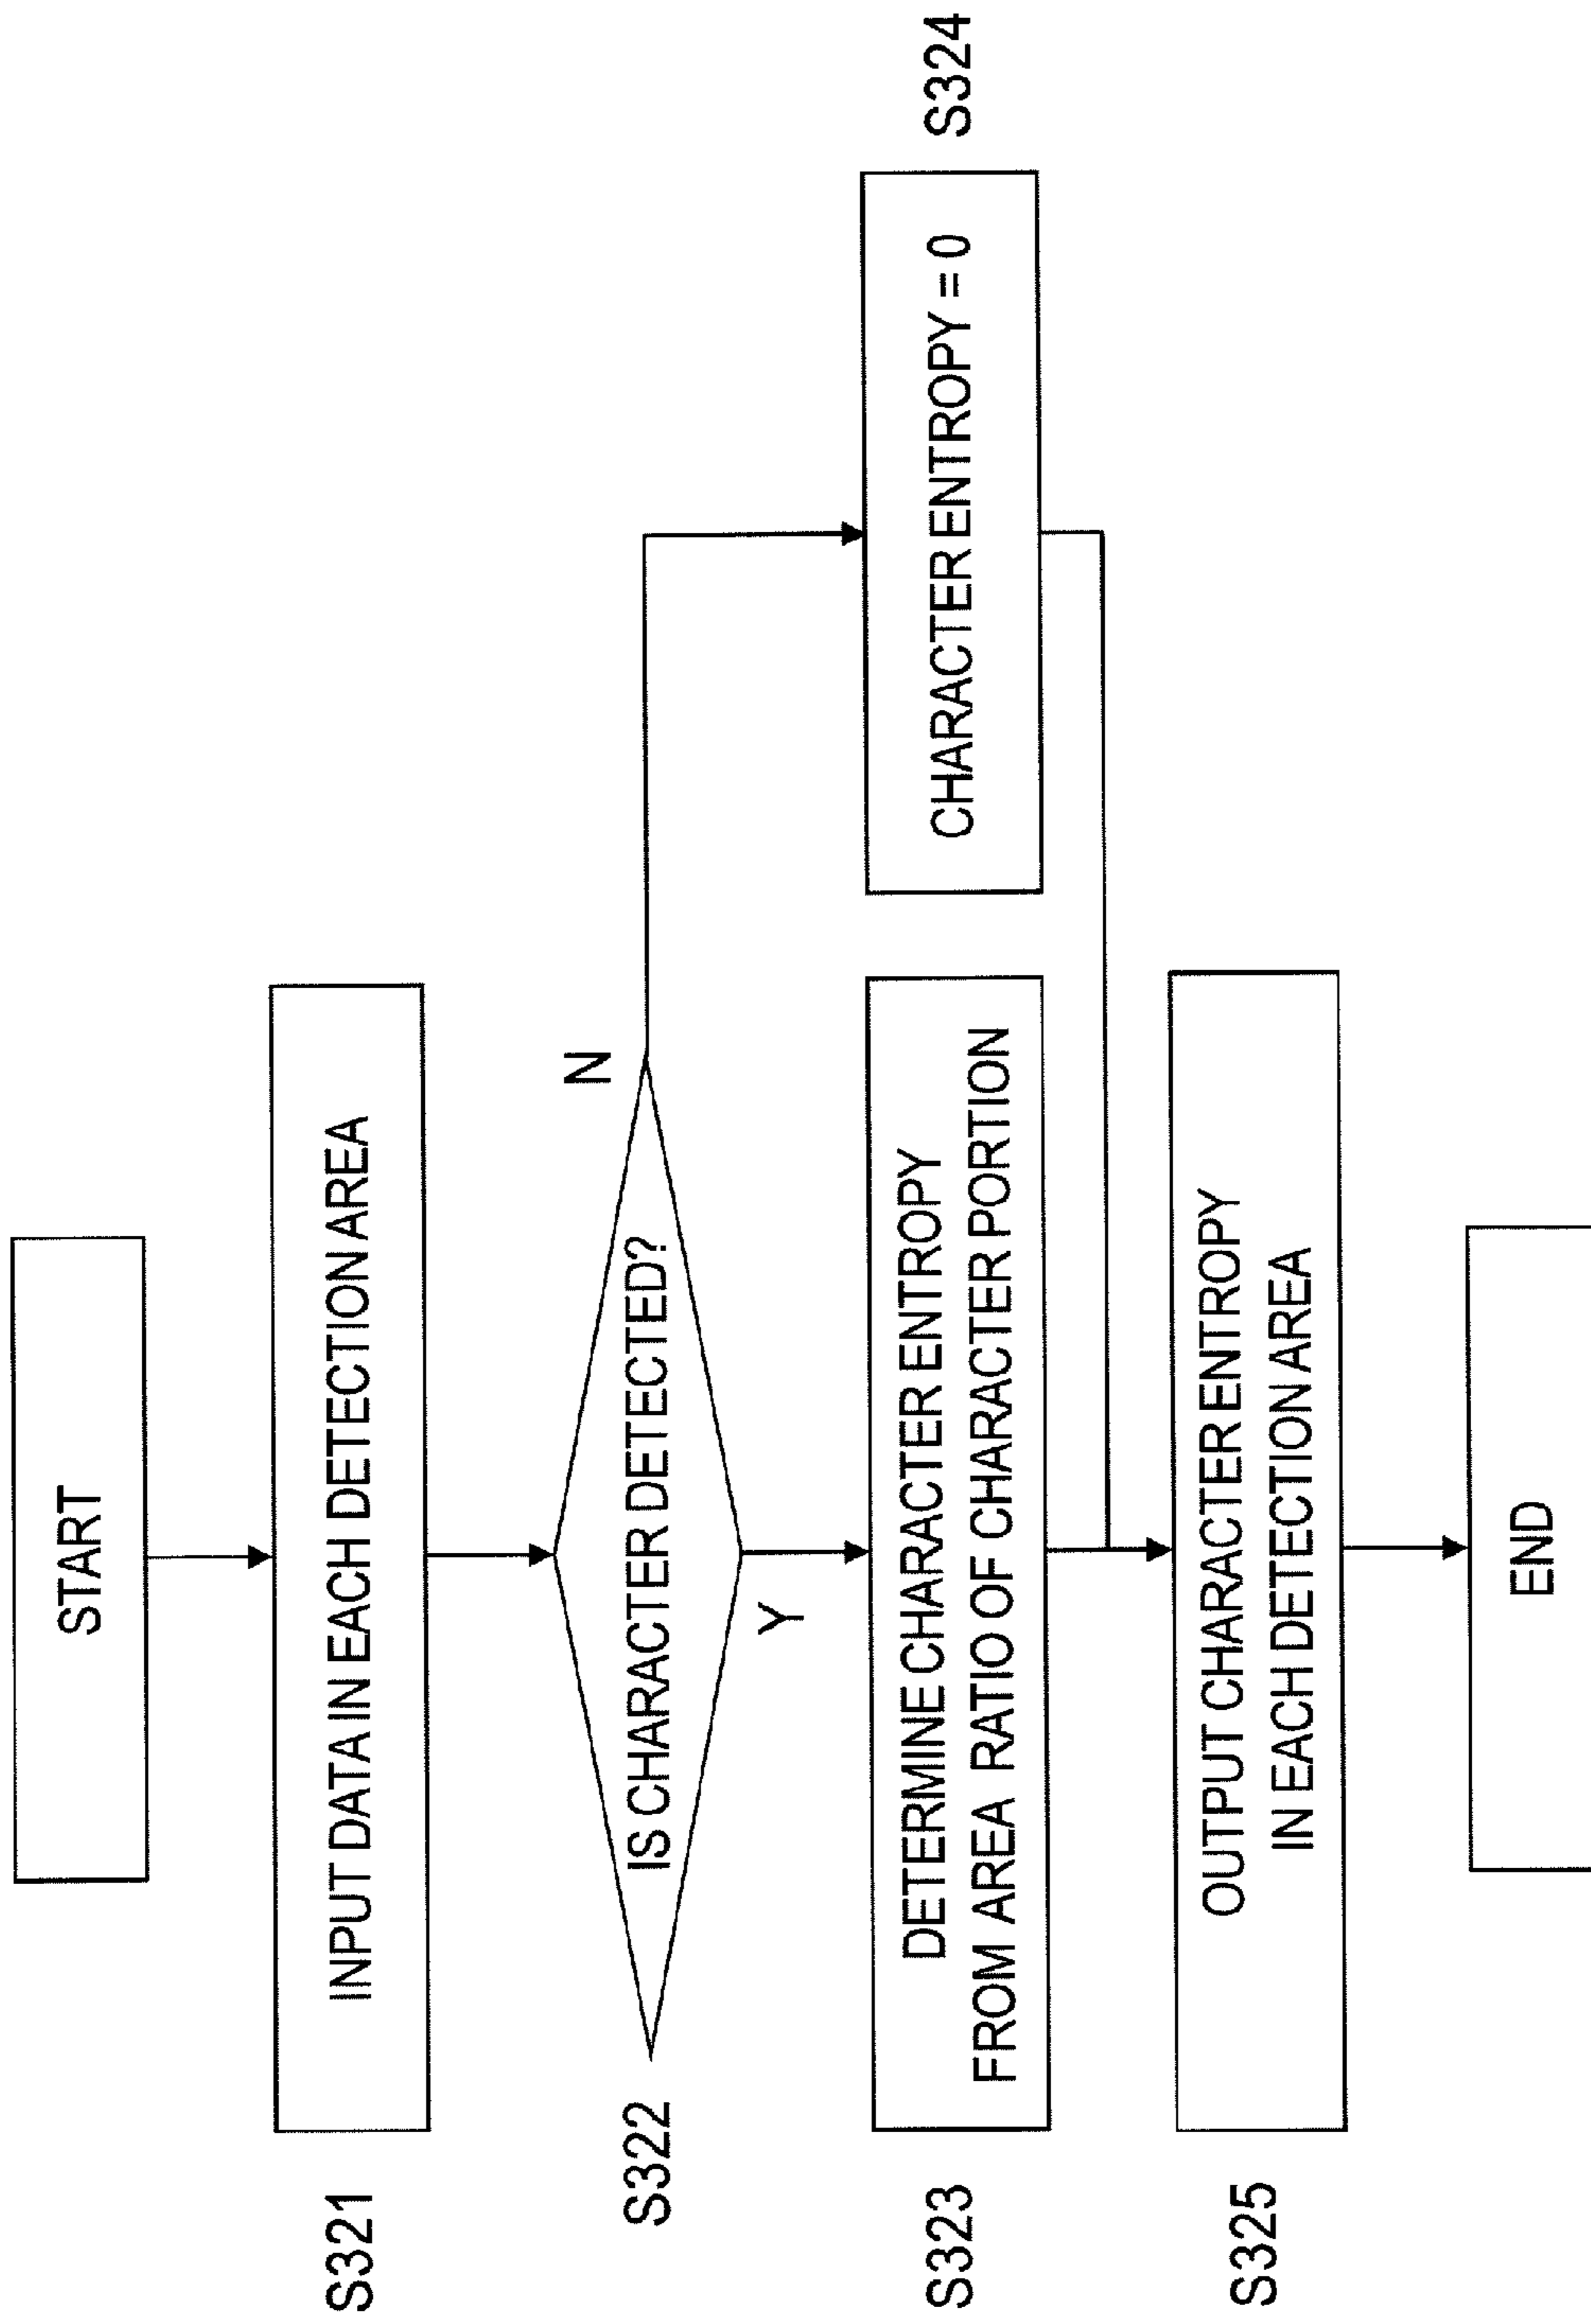 START
S321
INPUT DATA IN EACH DETECTION AREA
S322
IS CHARACTER DETECTED?
N
Y
S323
DETERMINE CHARACTER ENTROPY
FROM AREA RATIO OF CHARACTER PORTION
CHARACTER ENTROPY = 0
S324
S325
OUTPUT CHARACTER ENTROPY
IN EACH DETECTION AREA
END